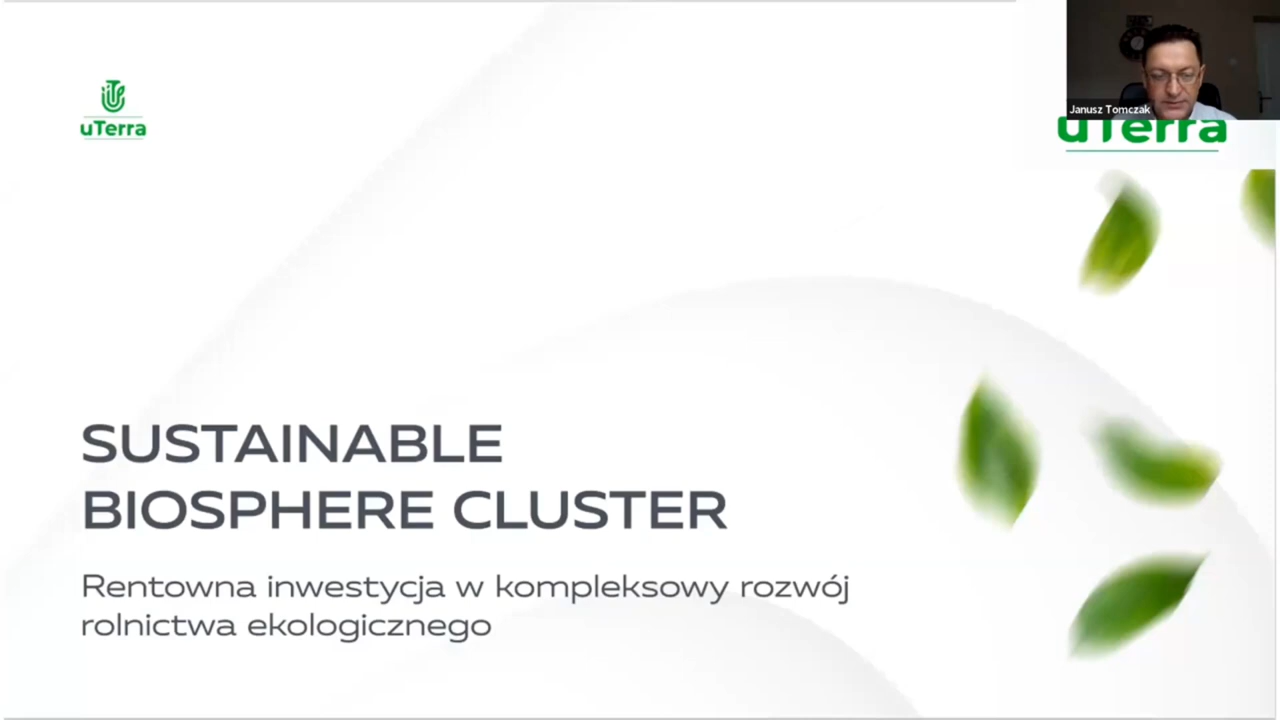 uTerra
Janusz Tomczak
uTerra
SUSTAINABLE
BIOSPHERE CLUSTER
Rentowna inwestycja w kompleksowy rozwój
rolnictwa ekologicznego